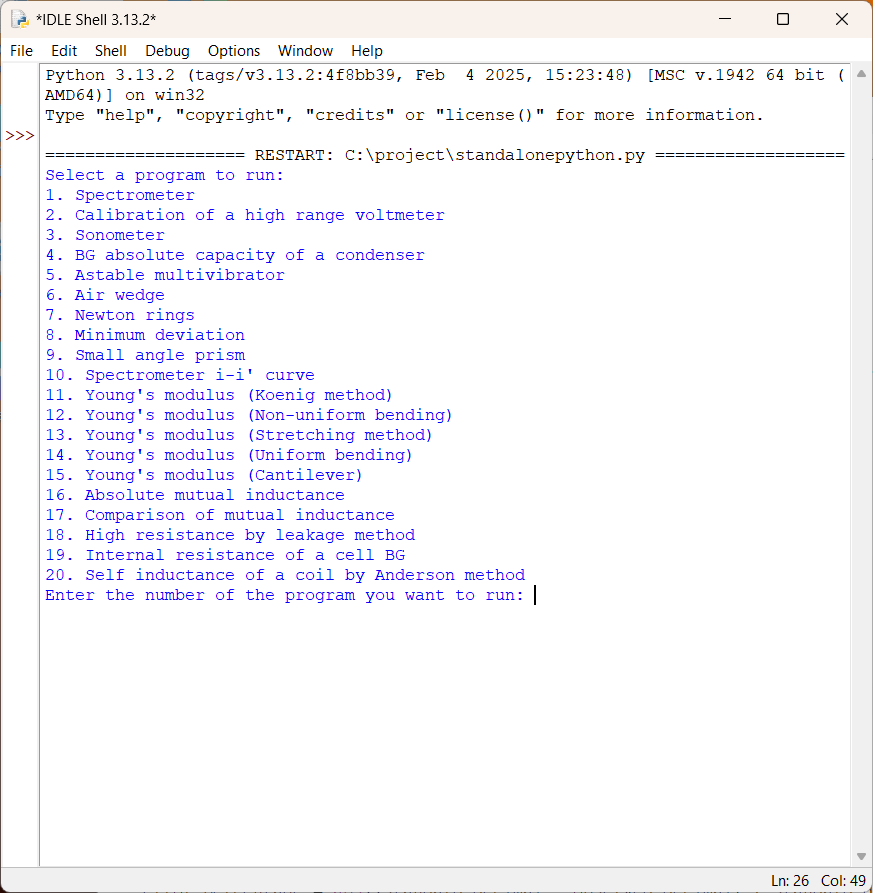 *IDLE Shell 3.13.2*
File Edit Shell Debug Options Window Help
Python 3.13.2 (tags/v3.13.2:4f8bb39, Feb  4 2025, 15:23:48) [MSC v.1942 64 bit (
AMD64)] on win32
Type "help", "copyright", "credits" or "license()" for more information.
>>>
==================== RESTART: C:\project\standalonepython.py ===================
Select a program to run:
1. Spectrometer
2. Calibration of a high range voltmeter
3. Sonometer
4. BG absolute capacity of a condenser
5. Astable multivibrator
6. Air wedge
7. Newton rings
8. Minimum deviation
9. Small angle prism
10. Spectrometer i-i' curve
11. Young's modulus (Koenig method)
12. Young's modulus (Non-uniform bending)
13. Young's modulus (Stretching method)
14. Young's modulus (Uniform bending)
15. Young's modulus (Cantilever)
16. Absolute mutual inductance
17. Comparison of mutual inductance
18. High resistance by leakage method
19. Internal resistance of a cell BG
20. Self inductance of a coil by Anderson method
Enter the number of the program you want to run:
Ln: 26 Col: 49